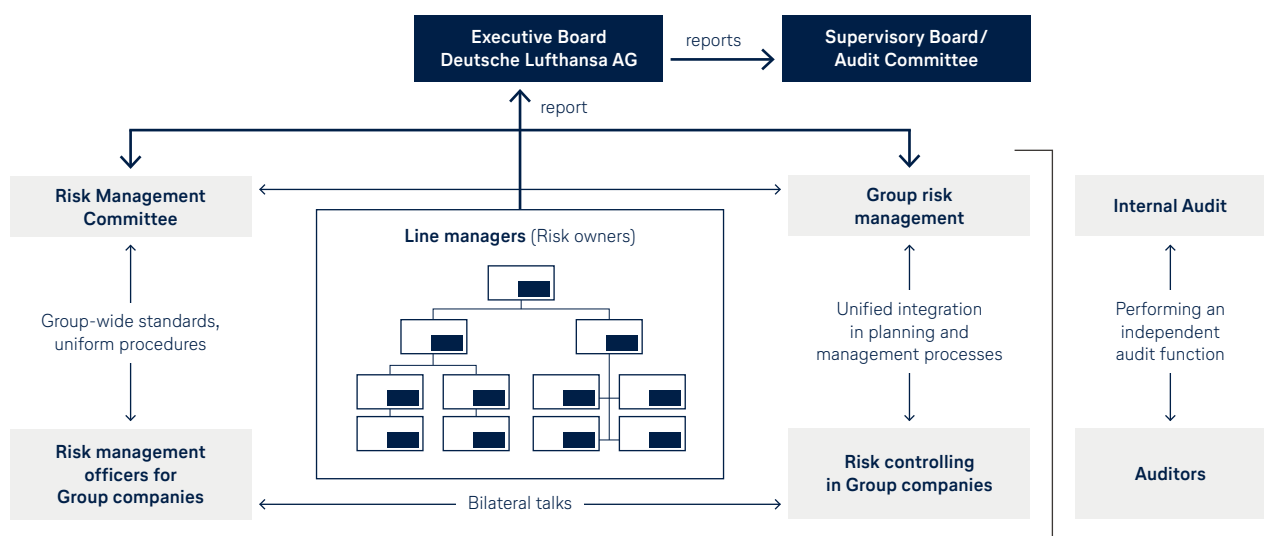 Executive Board
Deutsche Lufthansa AG
reports
Supervisory Board/
Audit Committee
report
Risk Management
Committee
Group risk
management
Internal Audit
Line managers (Risk owners)
Group-wide standards,
uniform procedures
Unified integration
in planning and
management processes
Performing an
independent
audit function
Risk management
officers for
Group companies
Bilateral talks
Risk controlling
in Group companies
Auditors